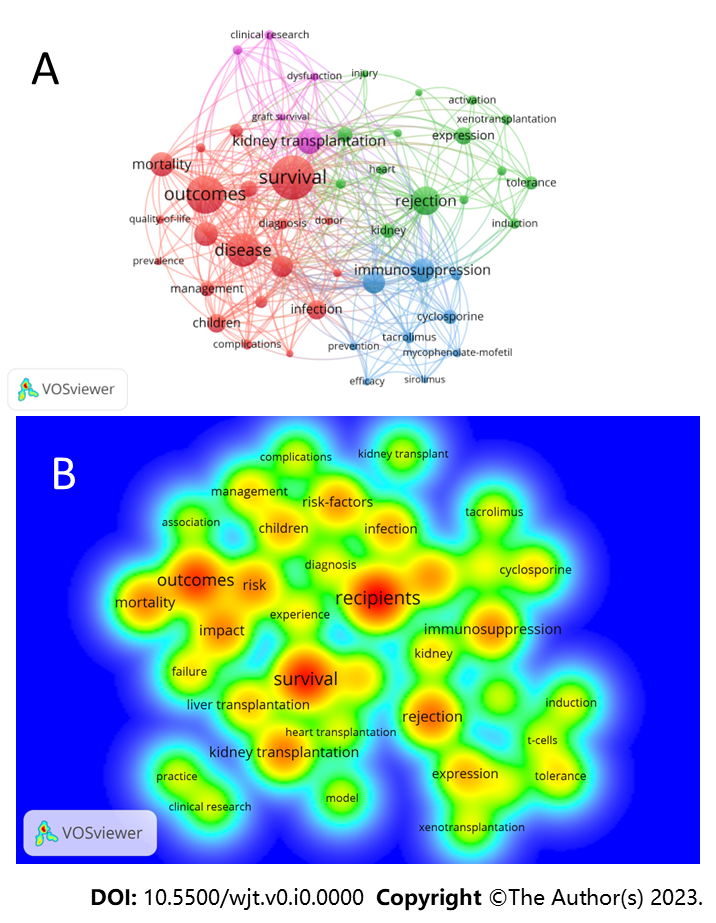 A
clinical research
dysfunction
injury
activation
graft survival
xenotransplantation
kidney transplantation
expression
mortality
heart
survival
tolerance
outcomes
rejection
quality-of-life
diagnosis
donor
induction
kidney
disease
prevalence
immunosuppression
management
infection
cyclosporine
children
tacrolimus
complications
prevention
mycophenolate-mofetil
efficacy
sirolimus
VOSviewer
B
complications
kidney transplant
management
risk-factors
tacrolimus
association
children
infection
diagnosis
cyclosporine
outcomes
risk
mortality
recipients
experience
impact
immunosuppression
kidney
failure
survival
liver transplantation
induction
rejection
heart transplantation
t-cells
kidney transplantation
practice
expression
tolerance
clinical research
model
xenotransplantation
VOSviewer
DOI: 10.5500/wjt.v0.i0.0000 Copyright ©The Author(s) 2023.